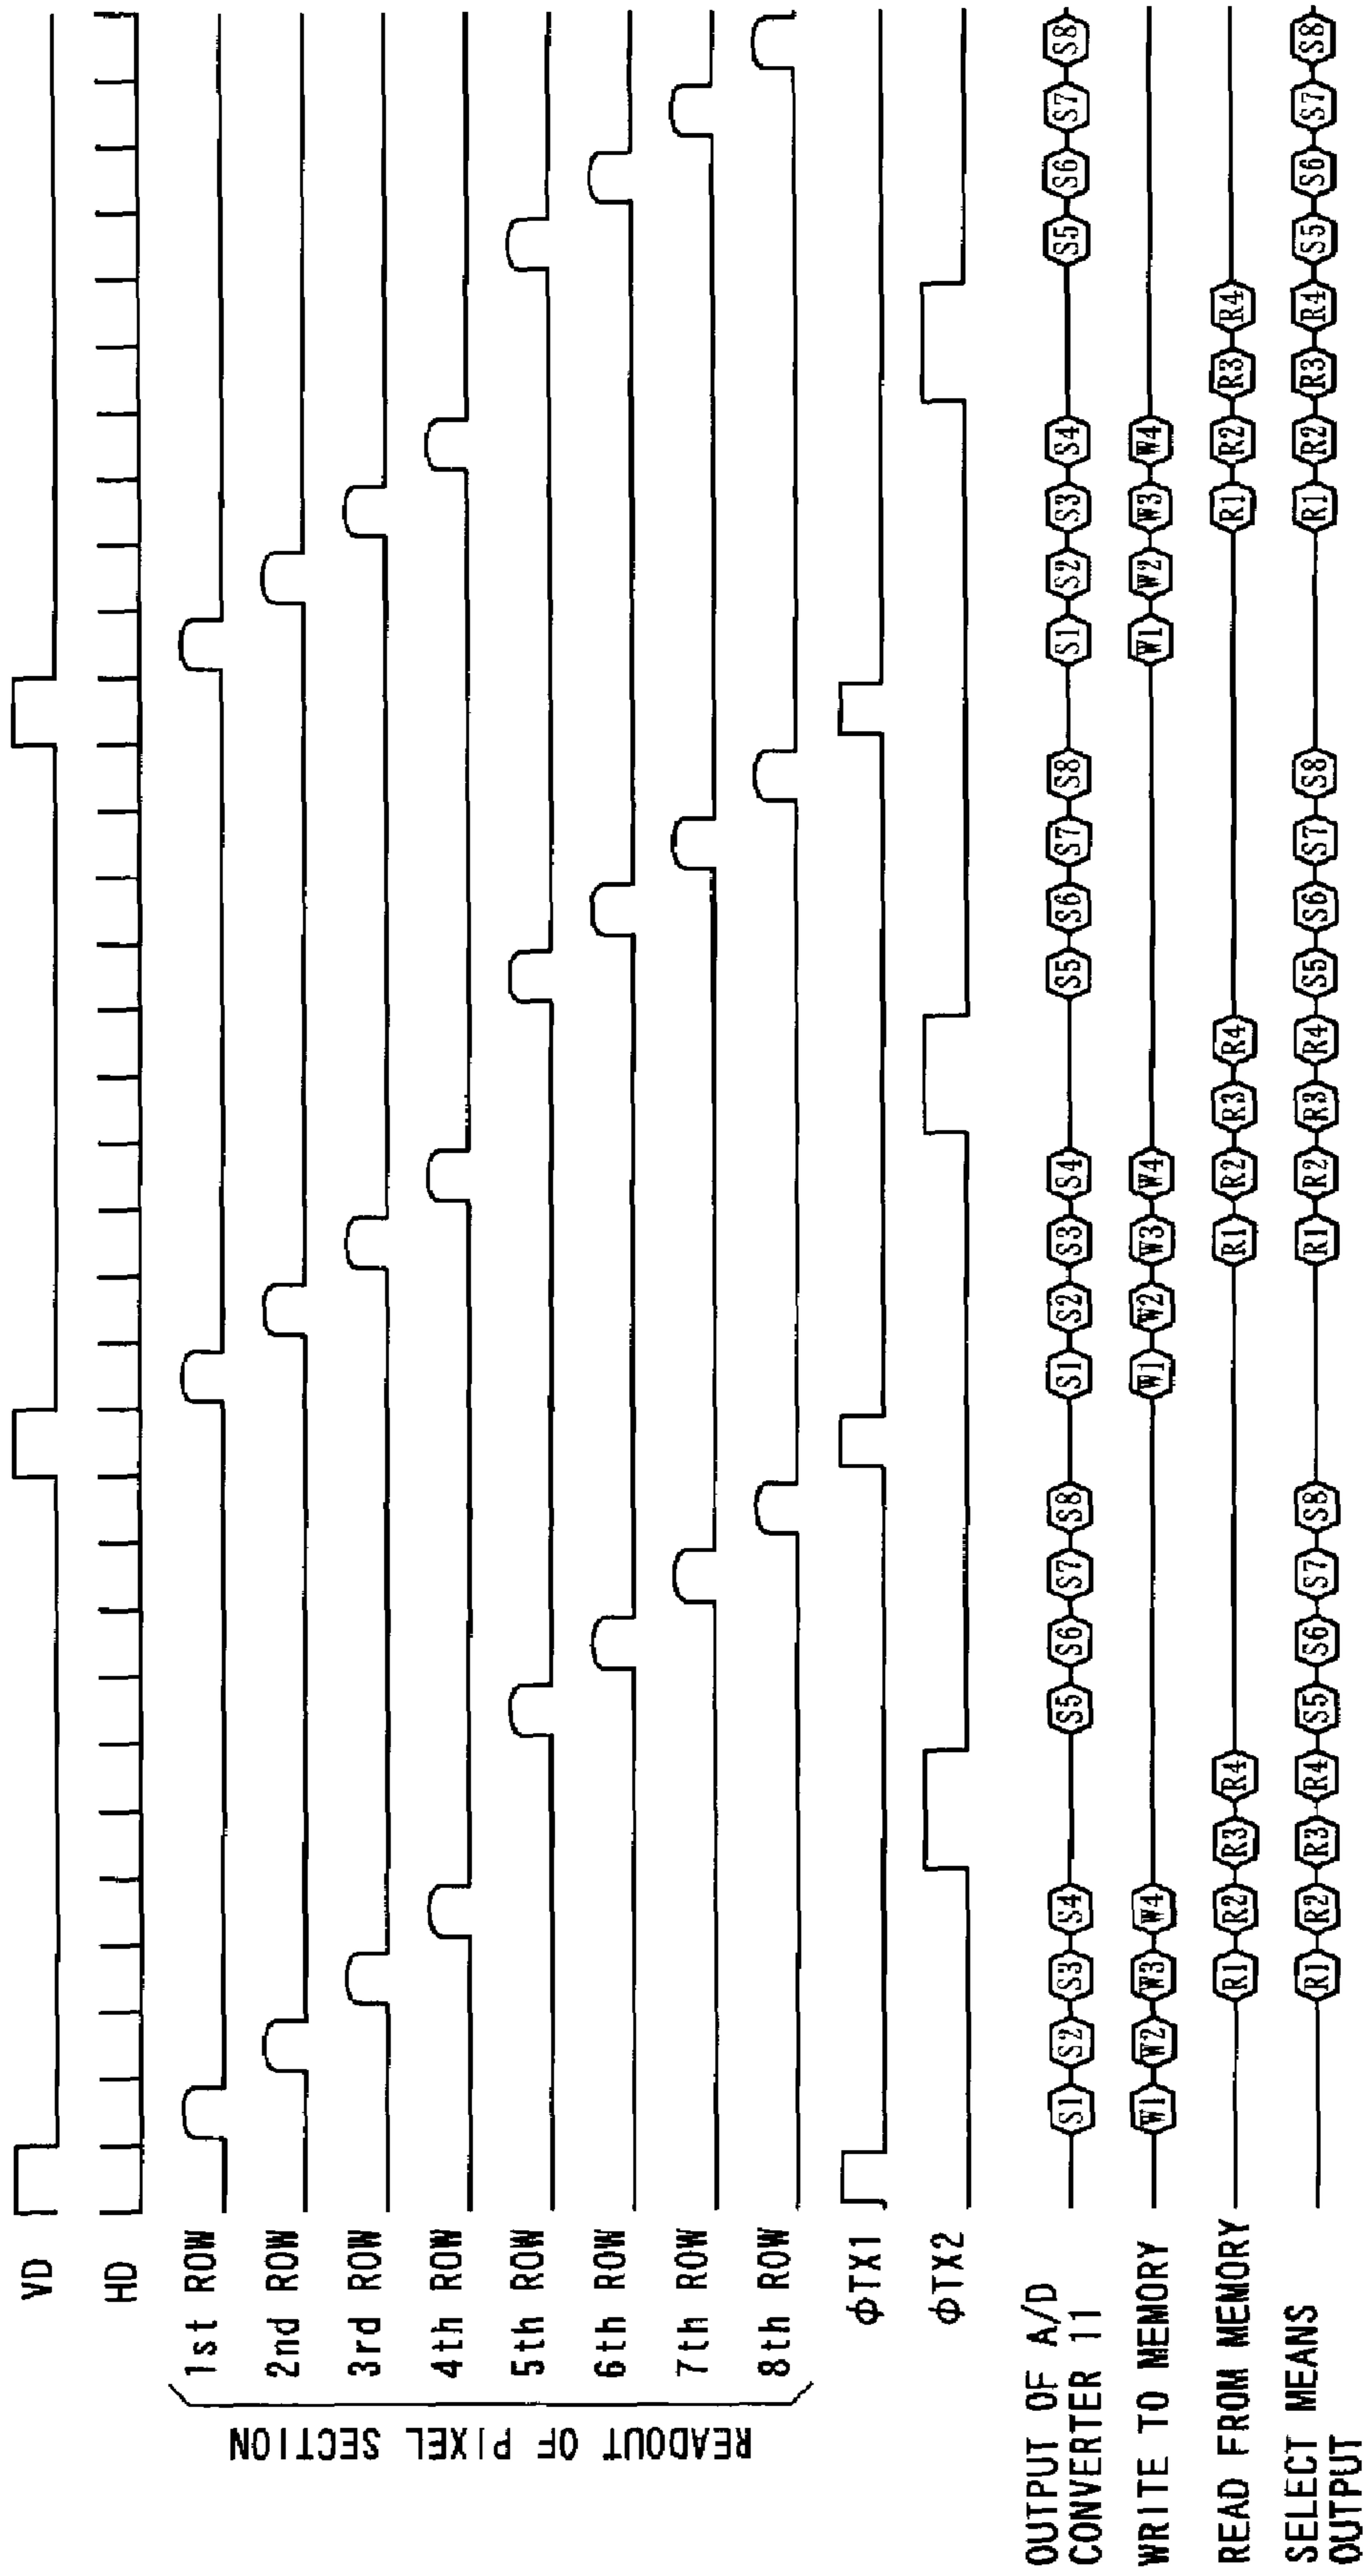 VD
HD
READOUT OF PIXEL SECTION
1st ROW
2nd ROW
3rd ROW
4th ROW
5th ROW
6th ROW
7th ROW
8th ROW
ϕTX1
ϕTX2
OUTPUT OF A/D
CONVERTER 11
S1 S2 S3 S4 S5 S6 S7 S8 S1 S2 S3 S4 S5 S6 S7 S8 S1 S2 S3 S4 S5 S6 S7 S8
WRITE TO MEMORY
W1 W2 W3 W4 W1 W2 W3 W4 W1 W2 W3 W4
READ FROM MEMORY
R1 R2 R3 R4 R1 R2 R3 R4 R1 R2 R3 R4
SELECT MEANS
OUTPUT
R1 R2 R3 R4 S5 S6 S7 S8 R1 R2 R3 R4 S5 S6 S7 S8 R1 R2 R3 R4 S5 S6 S7 S8